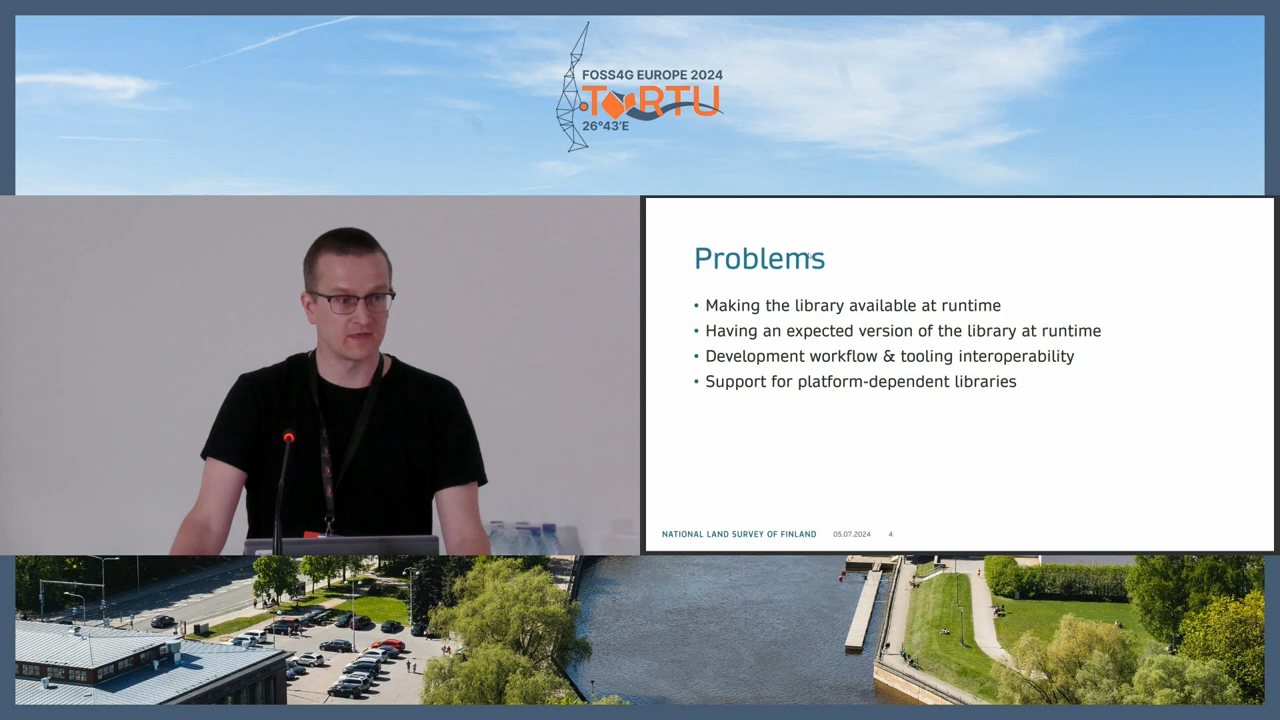 FOSS4G EUROPE 2024
TARTU
26°43'E
Problems
• Making the library available at runtime
• Having an expected version of the library at runtime
• Development workflow & tooling interoperability
• Support for platform-dependent libraries
NATIONAL LAND SURVEY OF FINLAND 05.07.2024 4